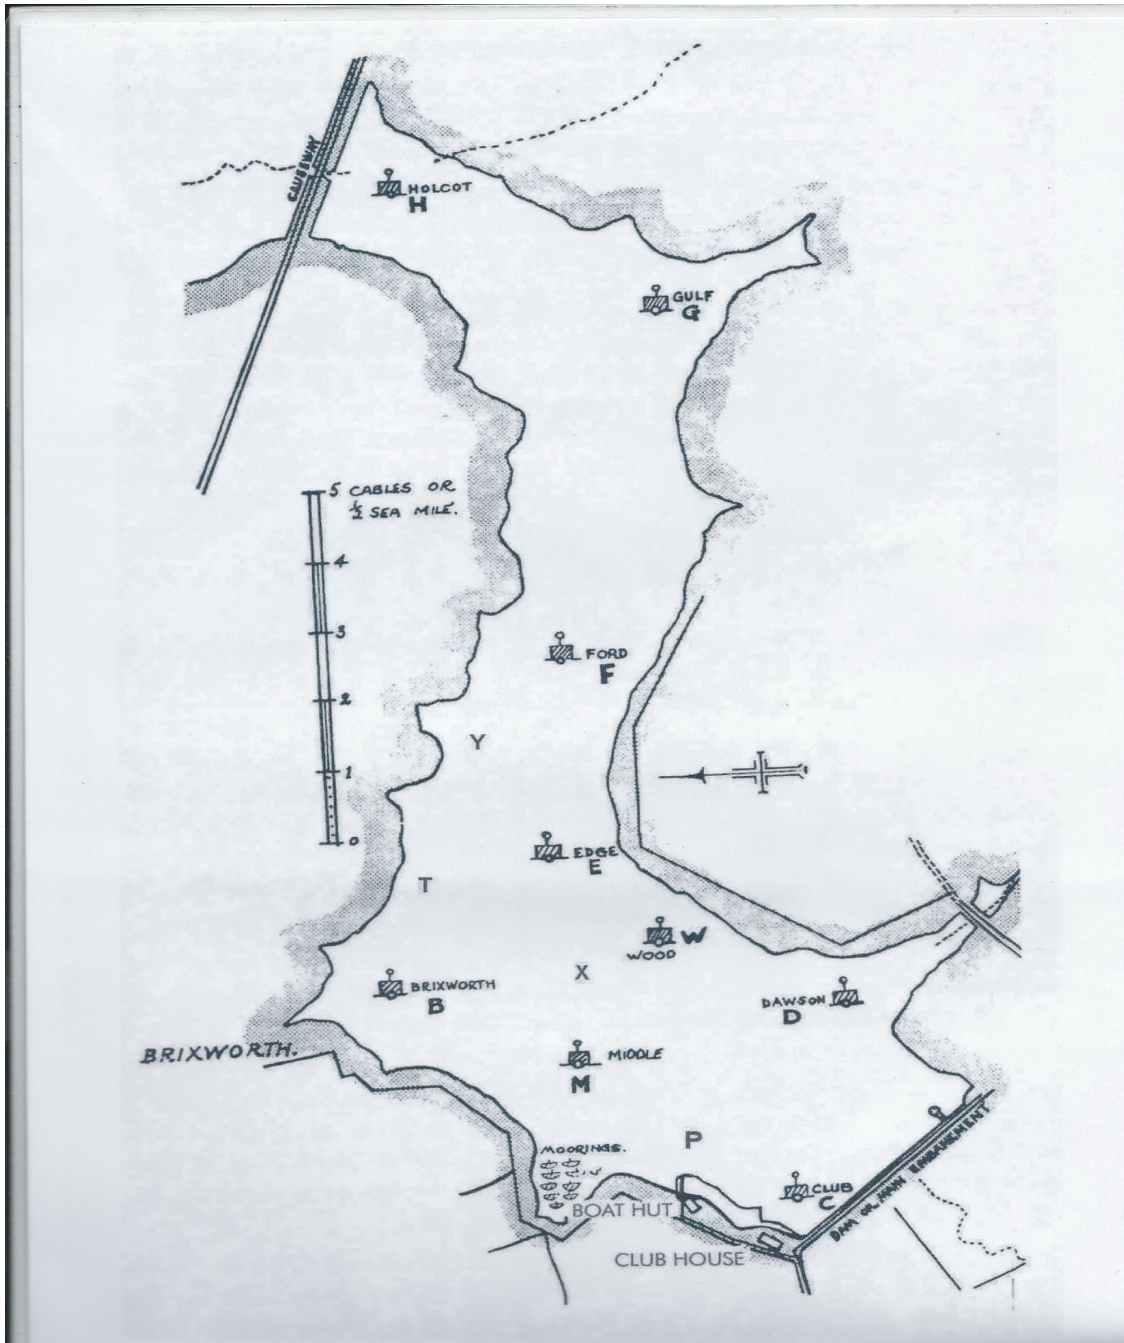 CAUSEWAY
HOLCOT
H
GULF
G
5 CABLES OR
½ SEA MILE.
4
3
2
1
0
FORD
F
Y
EDGE
E
T
WOOD
W
X
BRIXWORTH
B
DAWSON
D
BRIXWORTH.
MIDDLE
M
P
MOORINGS.
CLUB
C
BOAT HUT
CLUB HOUSE
DAM OR MAIN EMBANKMENT